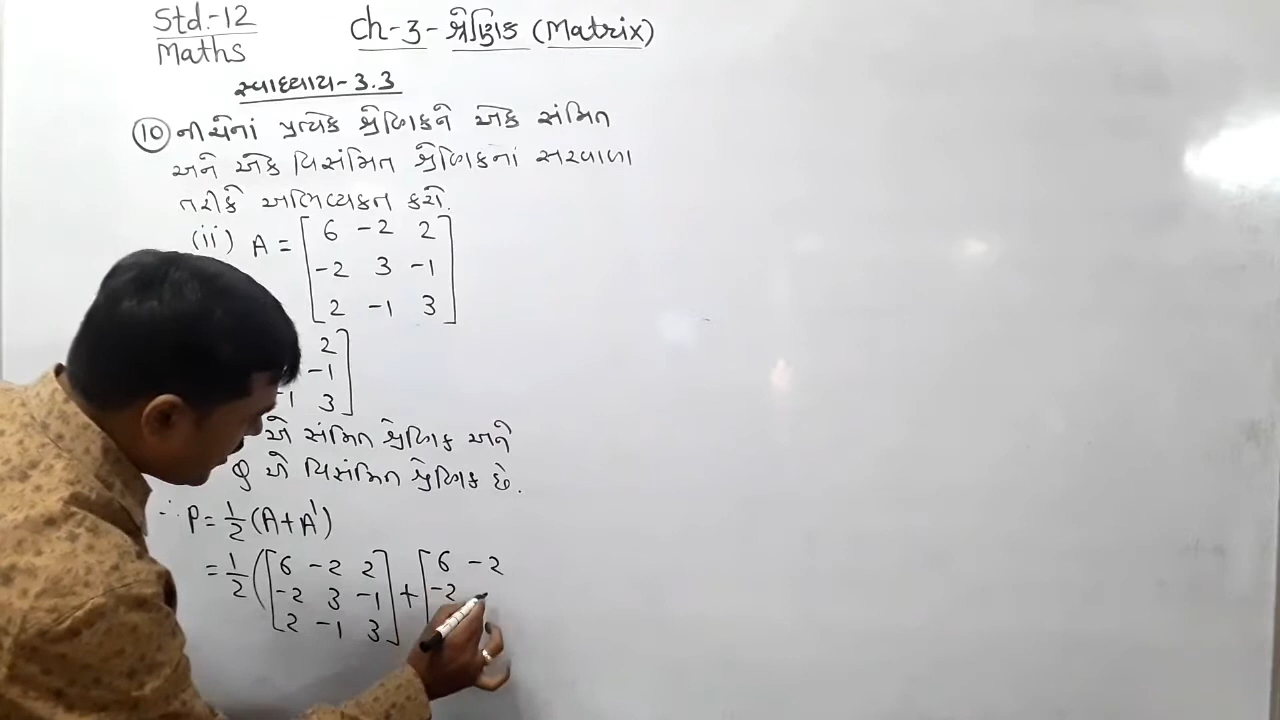 Std.-12
Maths
Ch-3-શ્રેણિક (Matrix)
સ્વાધ્યાય-3.3
(10) નીચેનાં પ્રત્યેક શ્રેણિકને એક સંમિત
અને એક વિસંમિત શ્રેણિકનાં સરવાળા
તરીકે અભિવ્યક્ત કરો.
(ii) A = [ 6 -2 2
-2 3 -1
2 -1 3 ]
2
-1
-1 3 ]
એ સંમિત શ્રેણિક અને
Q એ વિસંમિત શ્રેણિક છે.
∴ P = 1/2 (A+A')
= 1/2 ( [ 6 -2 2 ] + [ 6 -2
-2 3 -1 -2
2 -1 3